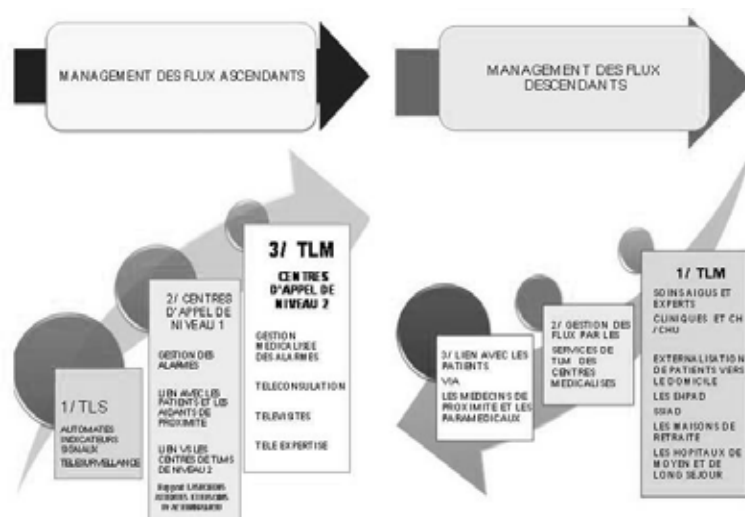 MANAGEMENT DES FLUX ASCENDANTS
MANAGEMENT DES FLUX
DESCENDANTS
1/ TLS
AUTOMATES
INDICATEURS
SIGNAUX
TELESURVEILLANCE
2/ CENTRES
D'APPEL DE
NIVEAU 1
GESTION DES
ALARMES
LIEN AVEC LES
PATIENTS ET LES
AIDANTS DE
PROXIMITE
LIEN VS LES
CENTRES DE TLMS
DE NIVEAU 2
Rapport
3/ TLM
CENTRES
D'APPEL DE
NIVEAU 2
GESTION
MEDICALISEE
DES ALARMES
TELECONSULATION
TELEVISITES
TELE EXPERTISE
3/ LIEN AVEC LES
PATIENTS
VIA
LES MEDECINS DE
PROXIMITE ET LES
PARAMEDICAUX
2/ GESTION DES
FLUX PAR LES
SERVICES DE
TLM DES
CENTRES
MEDICALISES
1/ TLM
SOINS AIGUS ET
EXPERTS
CLINIQUES ET CH
/ CHU
EXTERNALISATION
DE PATIENTS VERS
LE DOMICILE
LES EHPAD
SSIAD
LES MAISONS DE
RETRAITE
LES HOPITAUX DE
MOYEN ET DE
LONG SEJOUR